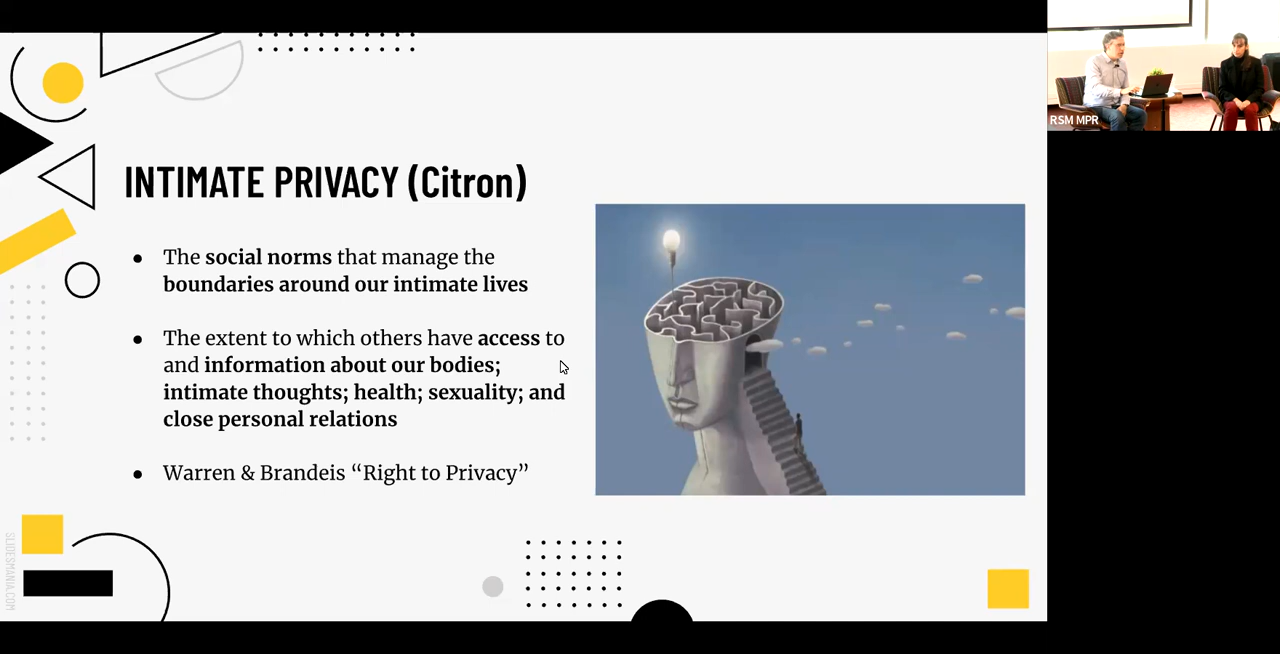 INTIMATE PRIVACY (Citron)
● The social norms that manage the
boundaries around our intimate lives
● The extent to which others have access to
and information about our bodies;
intimate thoughts; health; sexuality; and
close personal relations
● Warren & Brandeis “Right to Privacy”
SLIDESMANIA.COM
RSM MPR